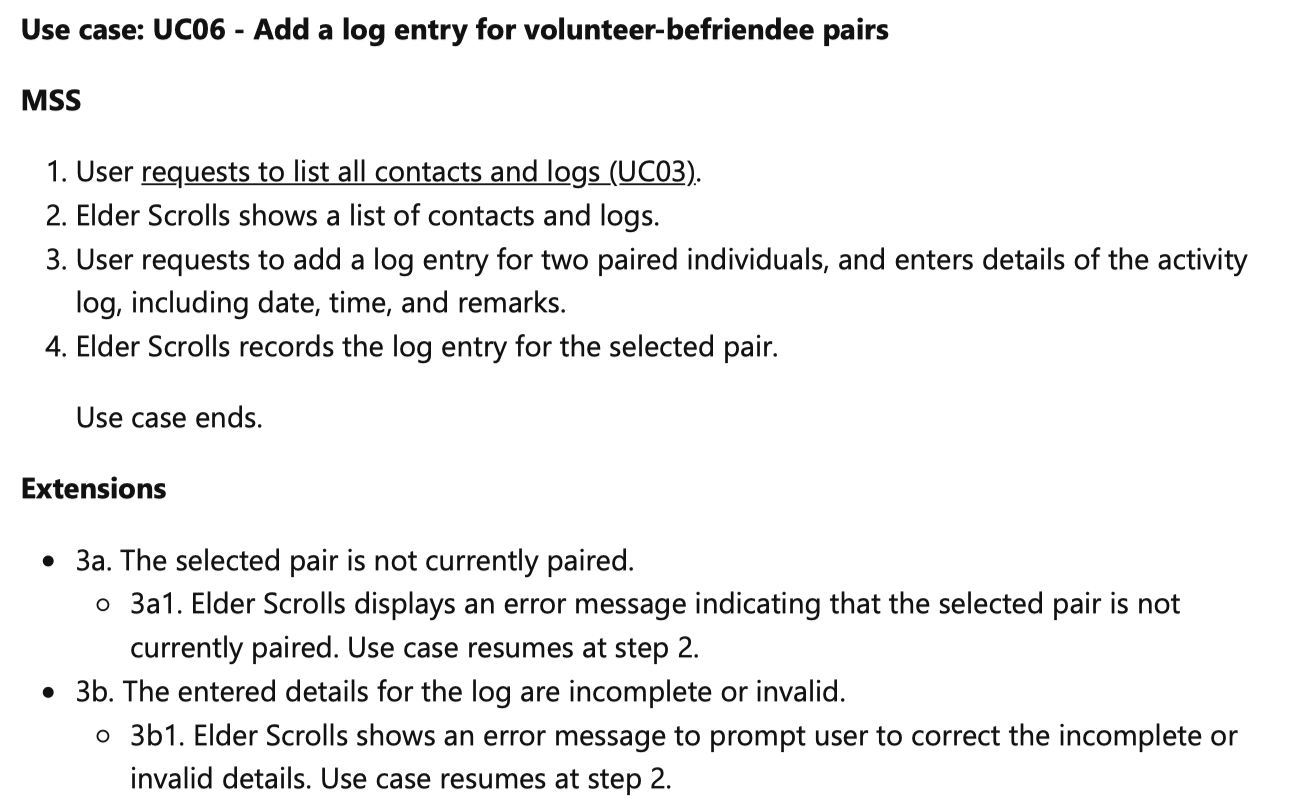 Use case: UC06 - Add a log entry for volunteer-befriendee pairs
MSS
1. User requests to list all contacts and logs (UC03).
2. Elder Scrolls shows a list of contacts and logs.
3. User requests to add a log entry for two paired individuals, and enters details of the activity
log, including date, time, and remarks.
4. Elder Scrolls records the log entry for the selected pair.
Use case ends.
Extensions
• 3a. The selected pair is not currently paired.
○ 3a1. Elder Scrolls displays an error message indicating that the selected pair is not
currently paired. Use case resumes at step 2.
• 3b. The entered details for the log are incomplete or invalid.
○ 3b1. Elder Scrolls shows an error message to prompt user to correct the incomplete or
invalid details. Use case resumes at step 2.